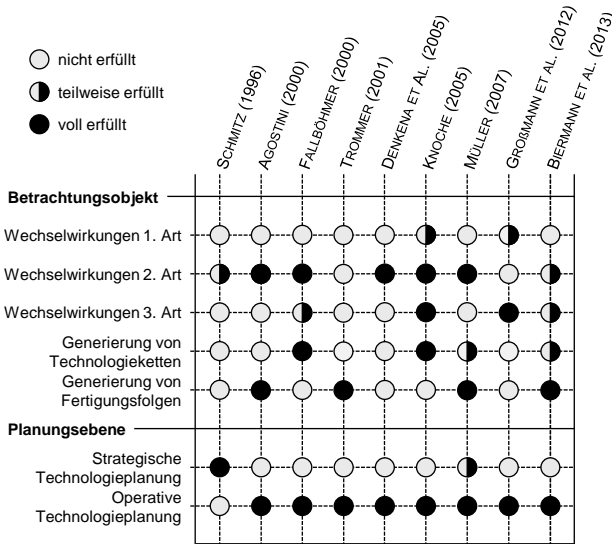 nicht erfüllt
teilweise erfüllt
voll erfüllt
SCHMITZ (1996)
AGOSTINI (2000)
FALLBÖHMER (2000)
TROMMER (2001)
DENKENA ET AL. (2005)
KNOCHE (2005)
MÜLLER (2007)
GROßMANN ET AL. (2012)
BIERMANN ET AL. (2013)
Betrachtungsobjekt
Wechselwirkungen 1. Art
Wechselwirkungen 2. Art
Wechselwirkungen 3. Art
Generierung von
Technologieketten
Generierung von
Fertigungsfolgen
Planungsebene
Strategische
Technologieplanung
Operative
Technologieplanung